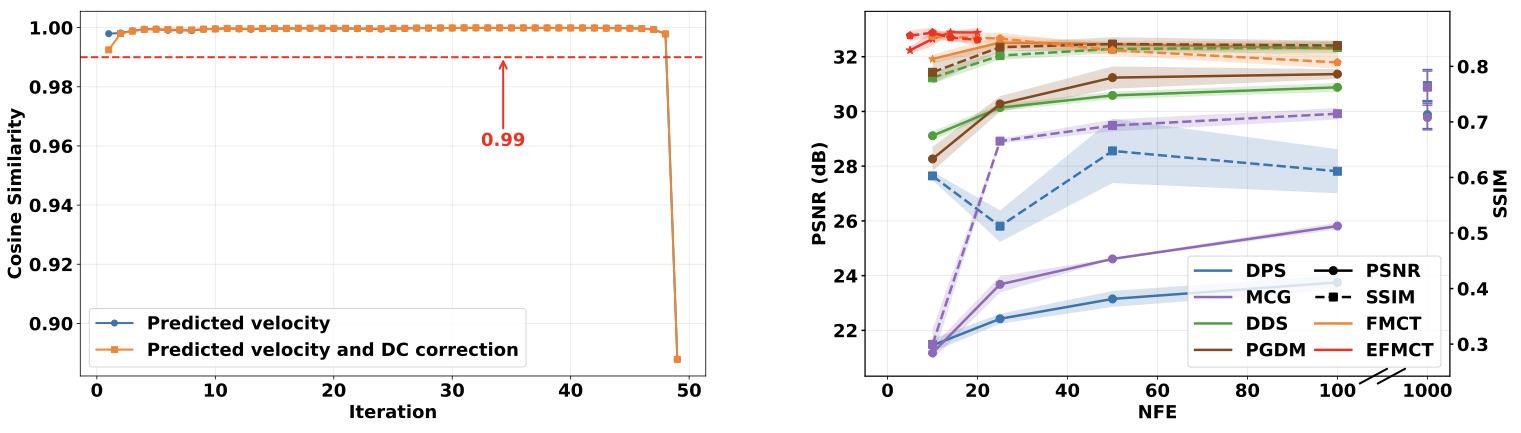 1.00
0.98
0.96
0.94
0.92
0.90
Cosine Similarity
0.99
Predicted velocity
Predicted velocity and DC correction
0 10 20 30 40 50
Iteration
32
30
28
26
24
22
PSNR (dB)
0.8
0.7
0.6
0.5
0.4
0.3
SSIM
DPS PSNR
MCG SSIM
DDS FMCT
PGDM EFMCT
0 20 40 60 80 100 1000
NFE